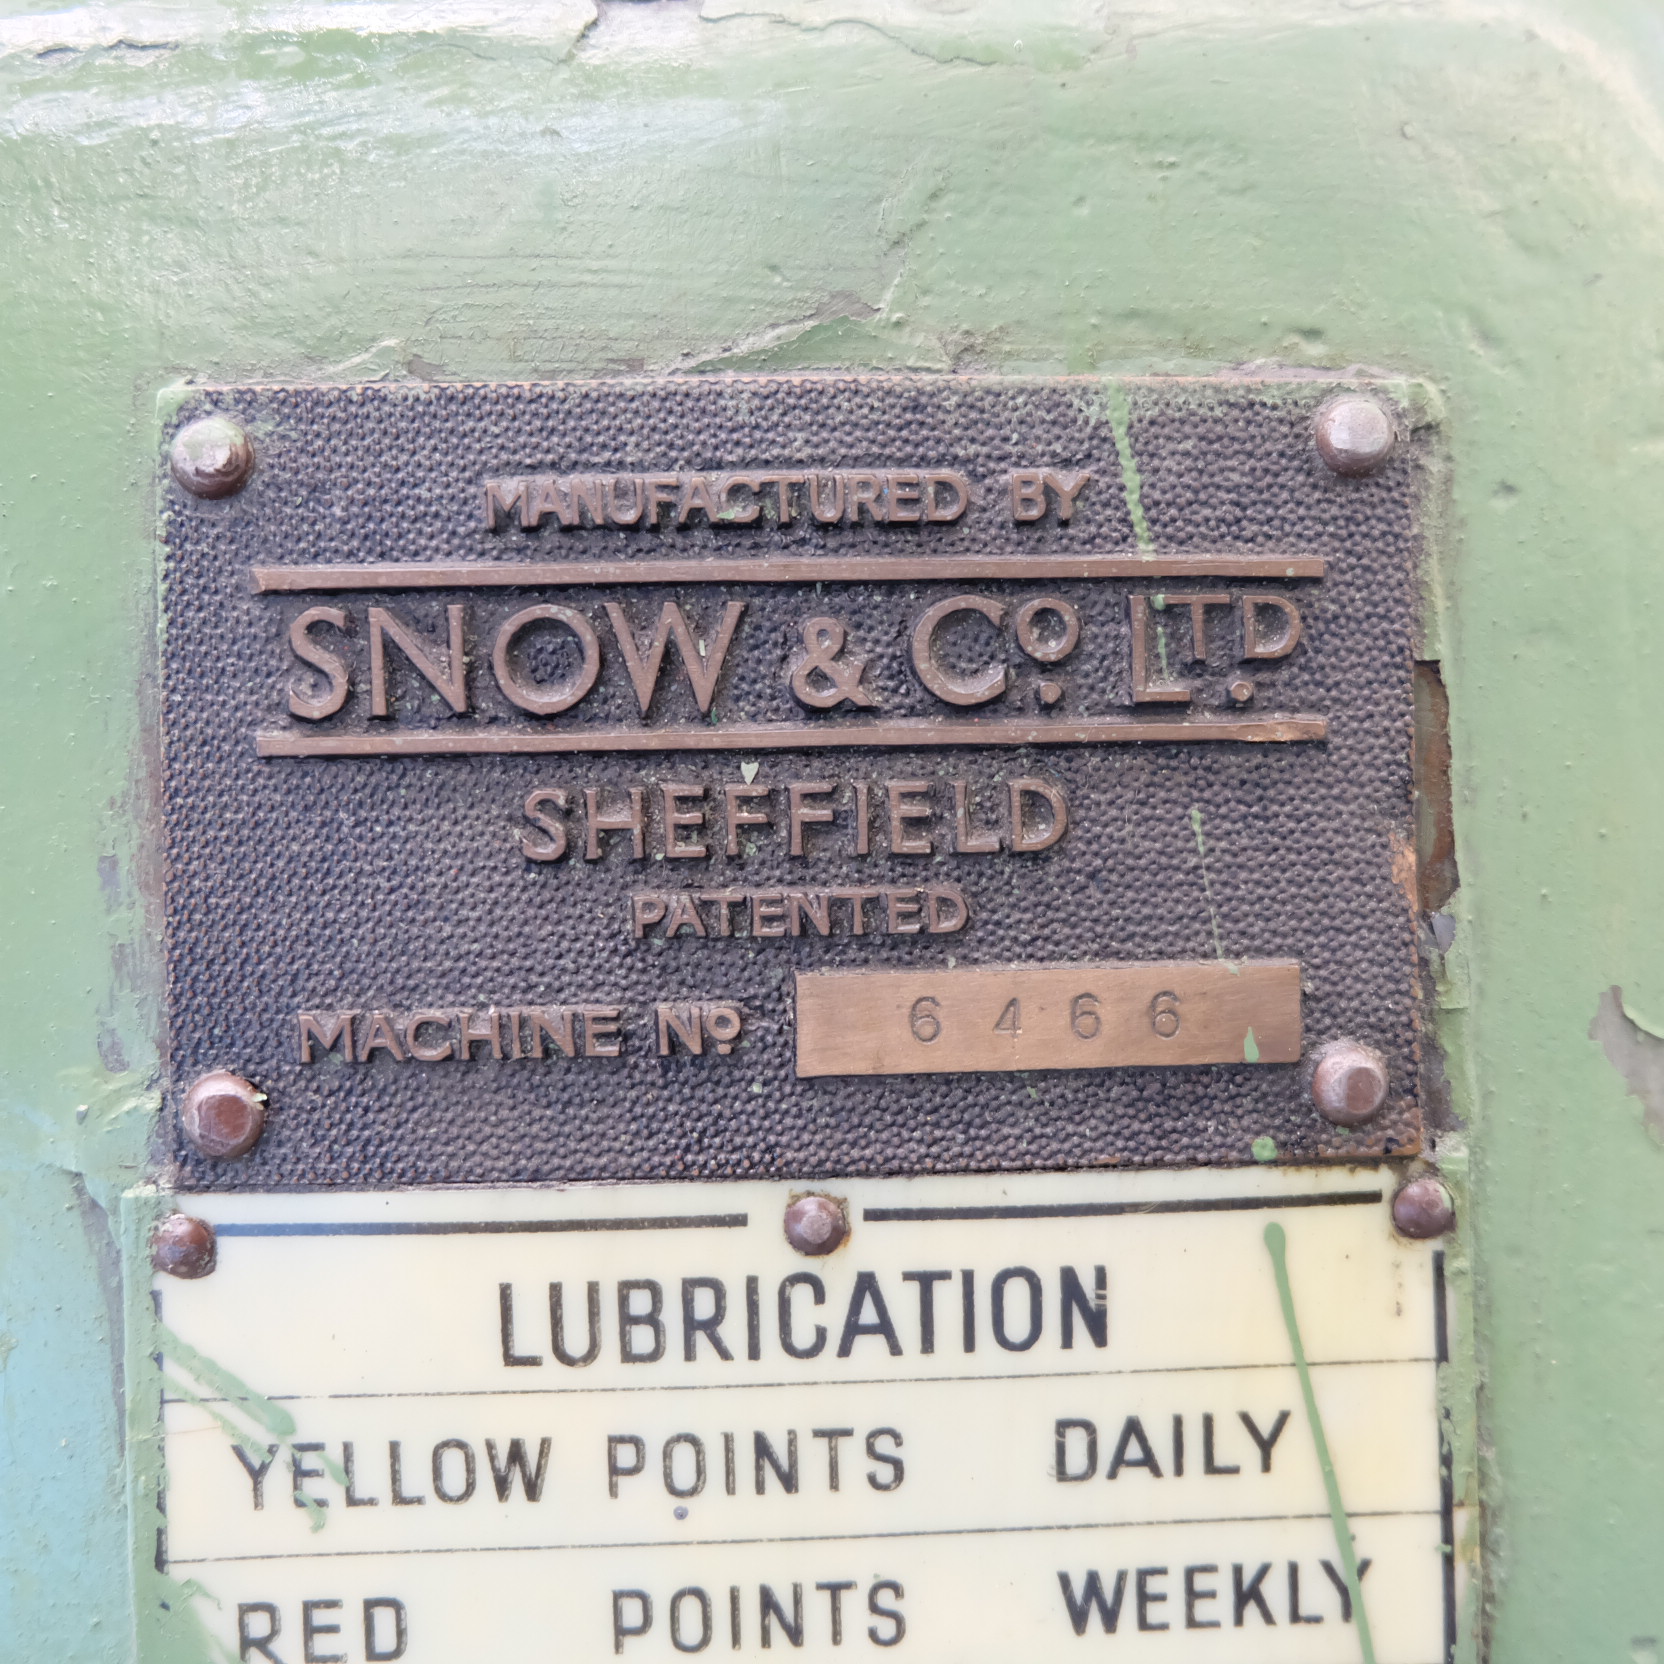 MANUFACTURED BY
SNOW & Cº LTD
SHEFFIELD
PATENTED
MACHINE Nº 6466
LUBRICATION
YELLOW POINTS DAILY
RED POINTS WEEKLY